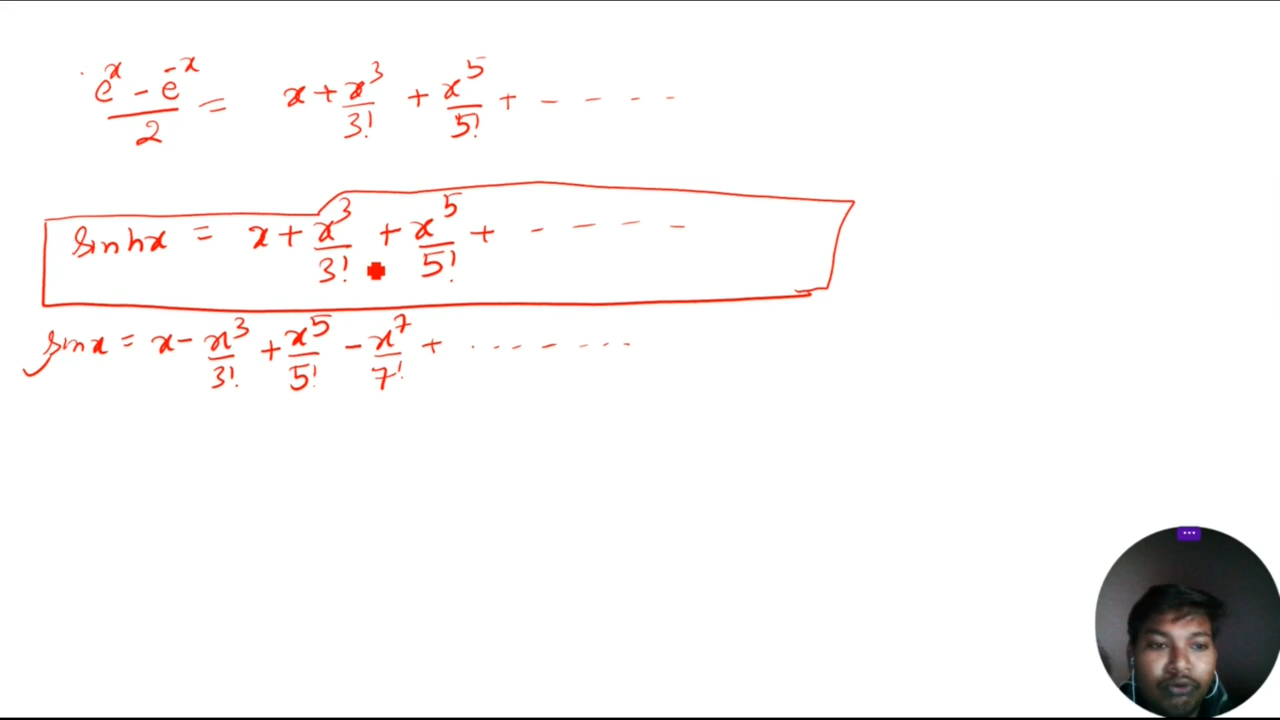 (e^x - e^-x)/2 = x + x^3/3! + x^5/5! + - - - -
sinhx = x + x^3/3! + x^5/5! + - - - -
sinx = x - x^3/3! + x^5/5! - x^7/7! + ........